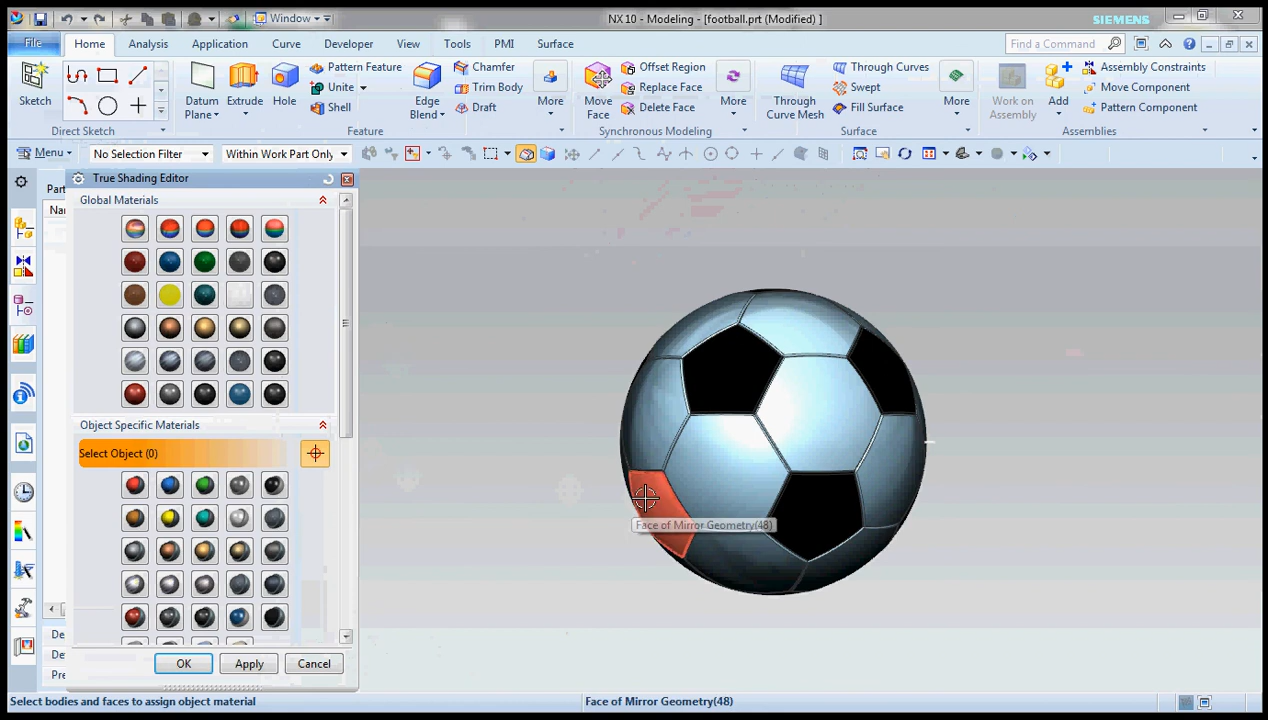 Window
NX 10 - Modeling - [football.prt (Modified) ]
SIEMENS
File
Home
Analysis
Application
Curve
Developer
View
Tools
PMI
Surface
Find a Command
Sketch
Direct Sketch
Datum Plane
Extrude
Hole
Pattern Feature
Unite
Shell
Edge Blend
Chamfer
Trim Body
Draft
More
Feature
Move Face
Offset Region
Replace Face
Delete Face
More
Synchronous Modeling
Through Curve Mesh
Through Curves
Swept
Fill Surface
More
Surface
Work on Assembly
Add
Assembly Constraints
Move Component
Pattern Component
Assemblies
Menu
No Selection Filter
Within Work Part Only
Part
Nar
True Shading Editor
Global Materials
Object Specific Materials
Select Object (0)
De
De
Pre
OK
Apply
Cancel
Face of Mirror Geometry(48)
Select bodies and faces to assign object material
Face of Mirror Geometry(48)